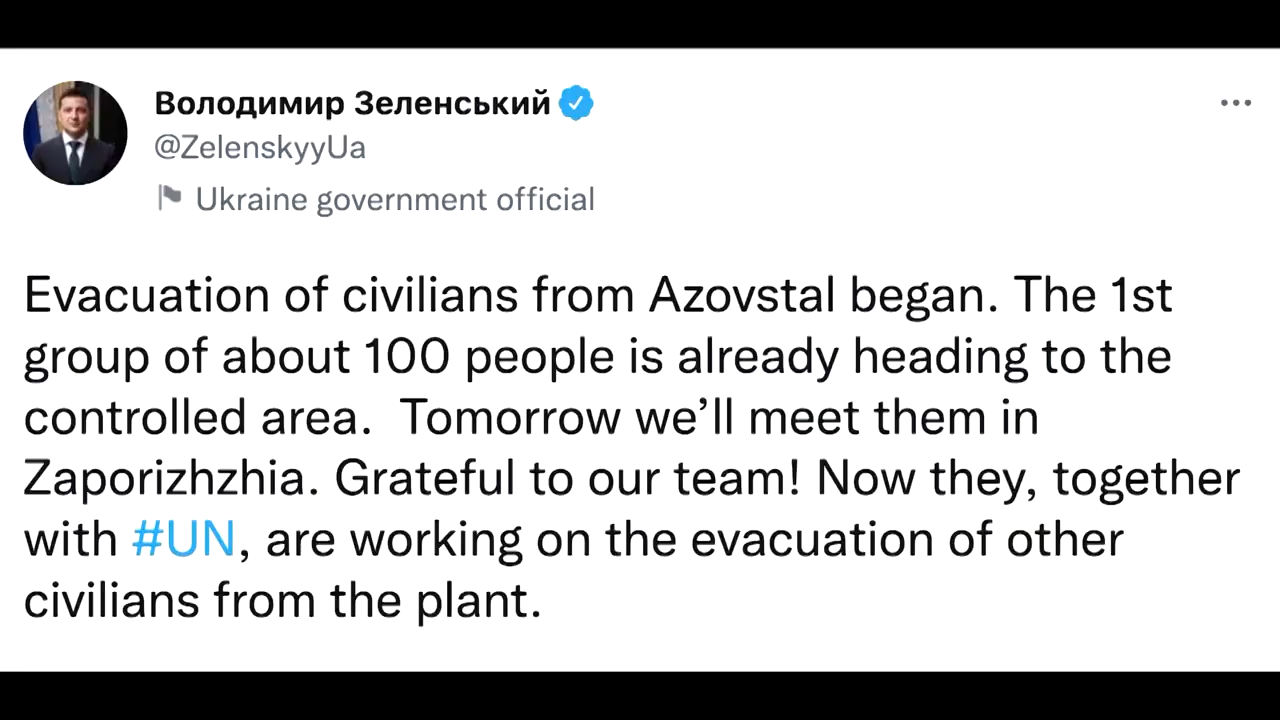 Володимир Зеленський
@ZelenskyyUa
Ukraine government official
Evacuation of civilians from Azovstal began. The 1st
group of about 100 people is already heading to the
controlled area.  Tomorrow we’ll meet them in
Zaporizhzhia. Grateful to our team! Now they, together
with #UN, are working on the evacuation of other
civilians from the plant.